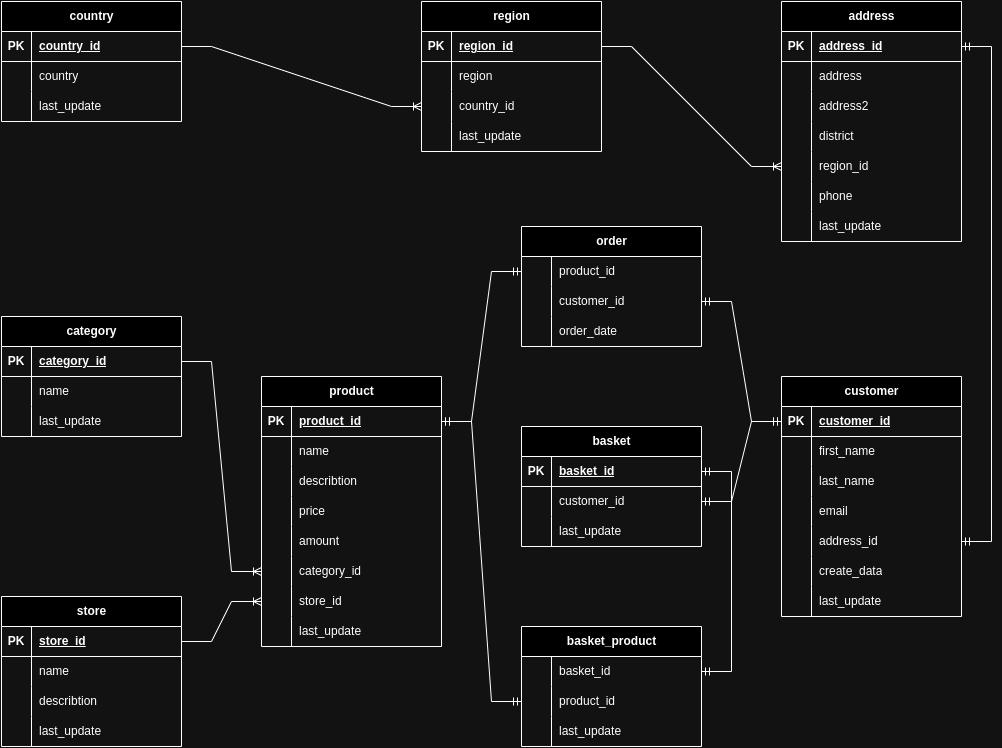 country
PK country_id
country
last_update
region
PK region_id
region
country_id
last_update
address
PK address_id
address
address2
district
region_id
phone
last_update
order
product_id
customer_id
order_date
category
PK category_id
name
last_update
product
PK product_id
name
describtion
price
amount
category_id
store_id
last_update
basket
PK basket_id
customer_id
last_update
customer
PK customer_id
first_name
last_name
email
address_id
create_data
last_update
store
PK store_id
name
describtion
last_update
basket_product
basket_id
product_id
last_update